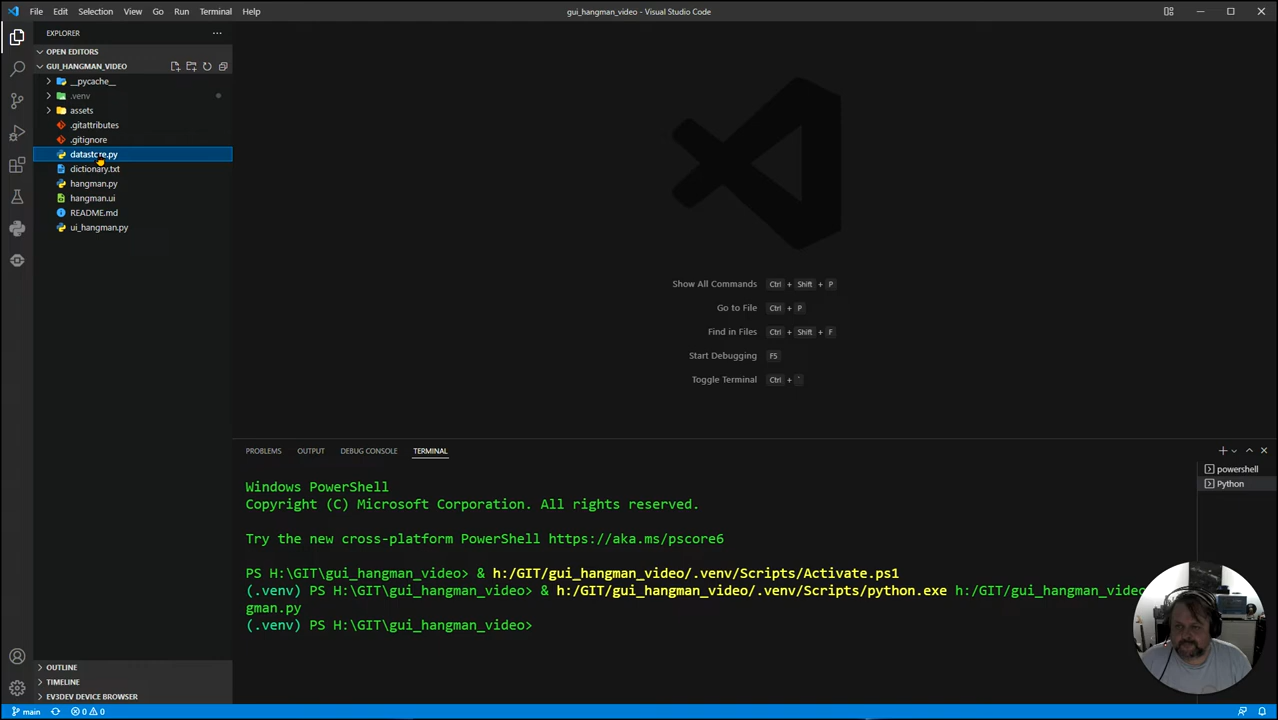 File Edit Selection View Go Run Terminal Help
gui_hangman_video - Visual Studio Code
EXPLORER
OPEN EDITORS
GUI_HANGMAN_VIDEO
__pycache__
.venv
assets
.gitattributes
.gitignore
datastore.py
dictionary.txt
hangman.py
hangman.ui
README.md
ui_hangman.py
OUTLINE
TIMELINE
EV3DEV DEVICE BROWSER
Show All Commands Ctrl + Shift + P
Go to File Ctrl + P
Find in Files Ctrl + Shift + F
Start Debugging F5
Toggle Terminal Ctrl + `
PROBLEMS OUTPUT DEBUG CONSOLE TERMINAL
powershell
Python
Windows PowerShell
Copyright (C) Microsoft Corporation. All rights reserved.
Try the new cross-platform PowerShell https://aka.ms/pscore6
PS H:\GIT\gui_hangman_video> & h:/GIT/gui_hangman_video/.venv/Scripts/Activate.ps1
(.venv) PS H:\GIT\gui_hangman_video> & h:/GIT/gui_hangman_video/.venv/Scripts/python.exe h:/GIT/gui_hangman_video
gman.py
(.venv) PS H:\GIT\gui_hangman_video>
main 0 0